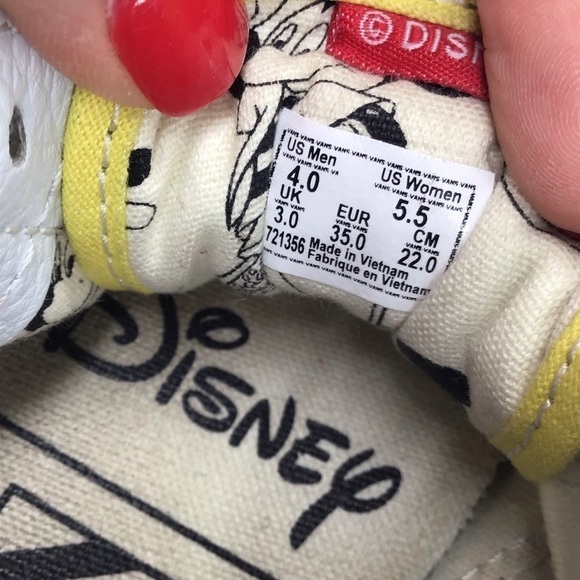 © DISN
US Men US Women
4.0 5.5
UK EUR CM
3.0 35.0 22.0
721356 Made in Vietnam
Fabrique en Vietnam
Disney